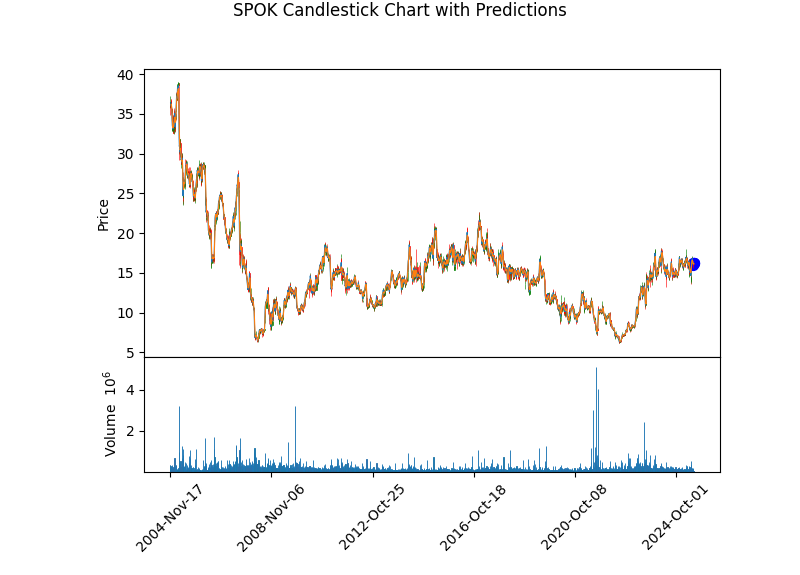 SPOK Candlestick Chart with Predictions
Price
40
35
30
25
20
15
10
5
Volume 10^6
4
2
2004-Nov-17
2008-Nov-06
2012-Oct-25
2016-Oct-18
2020-Oct-08
2024-Oct-01